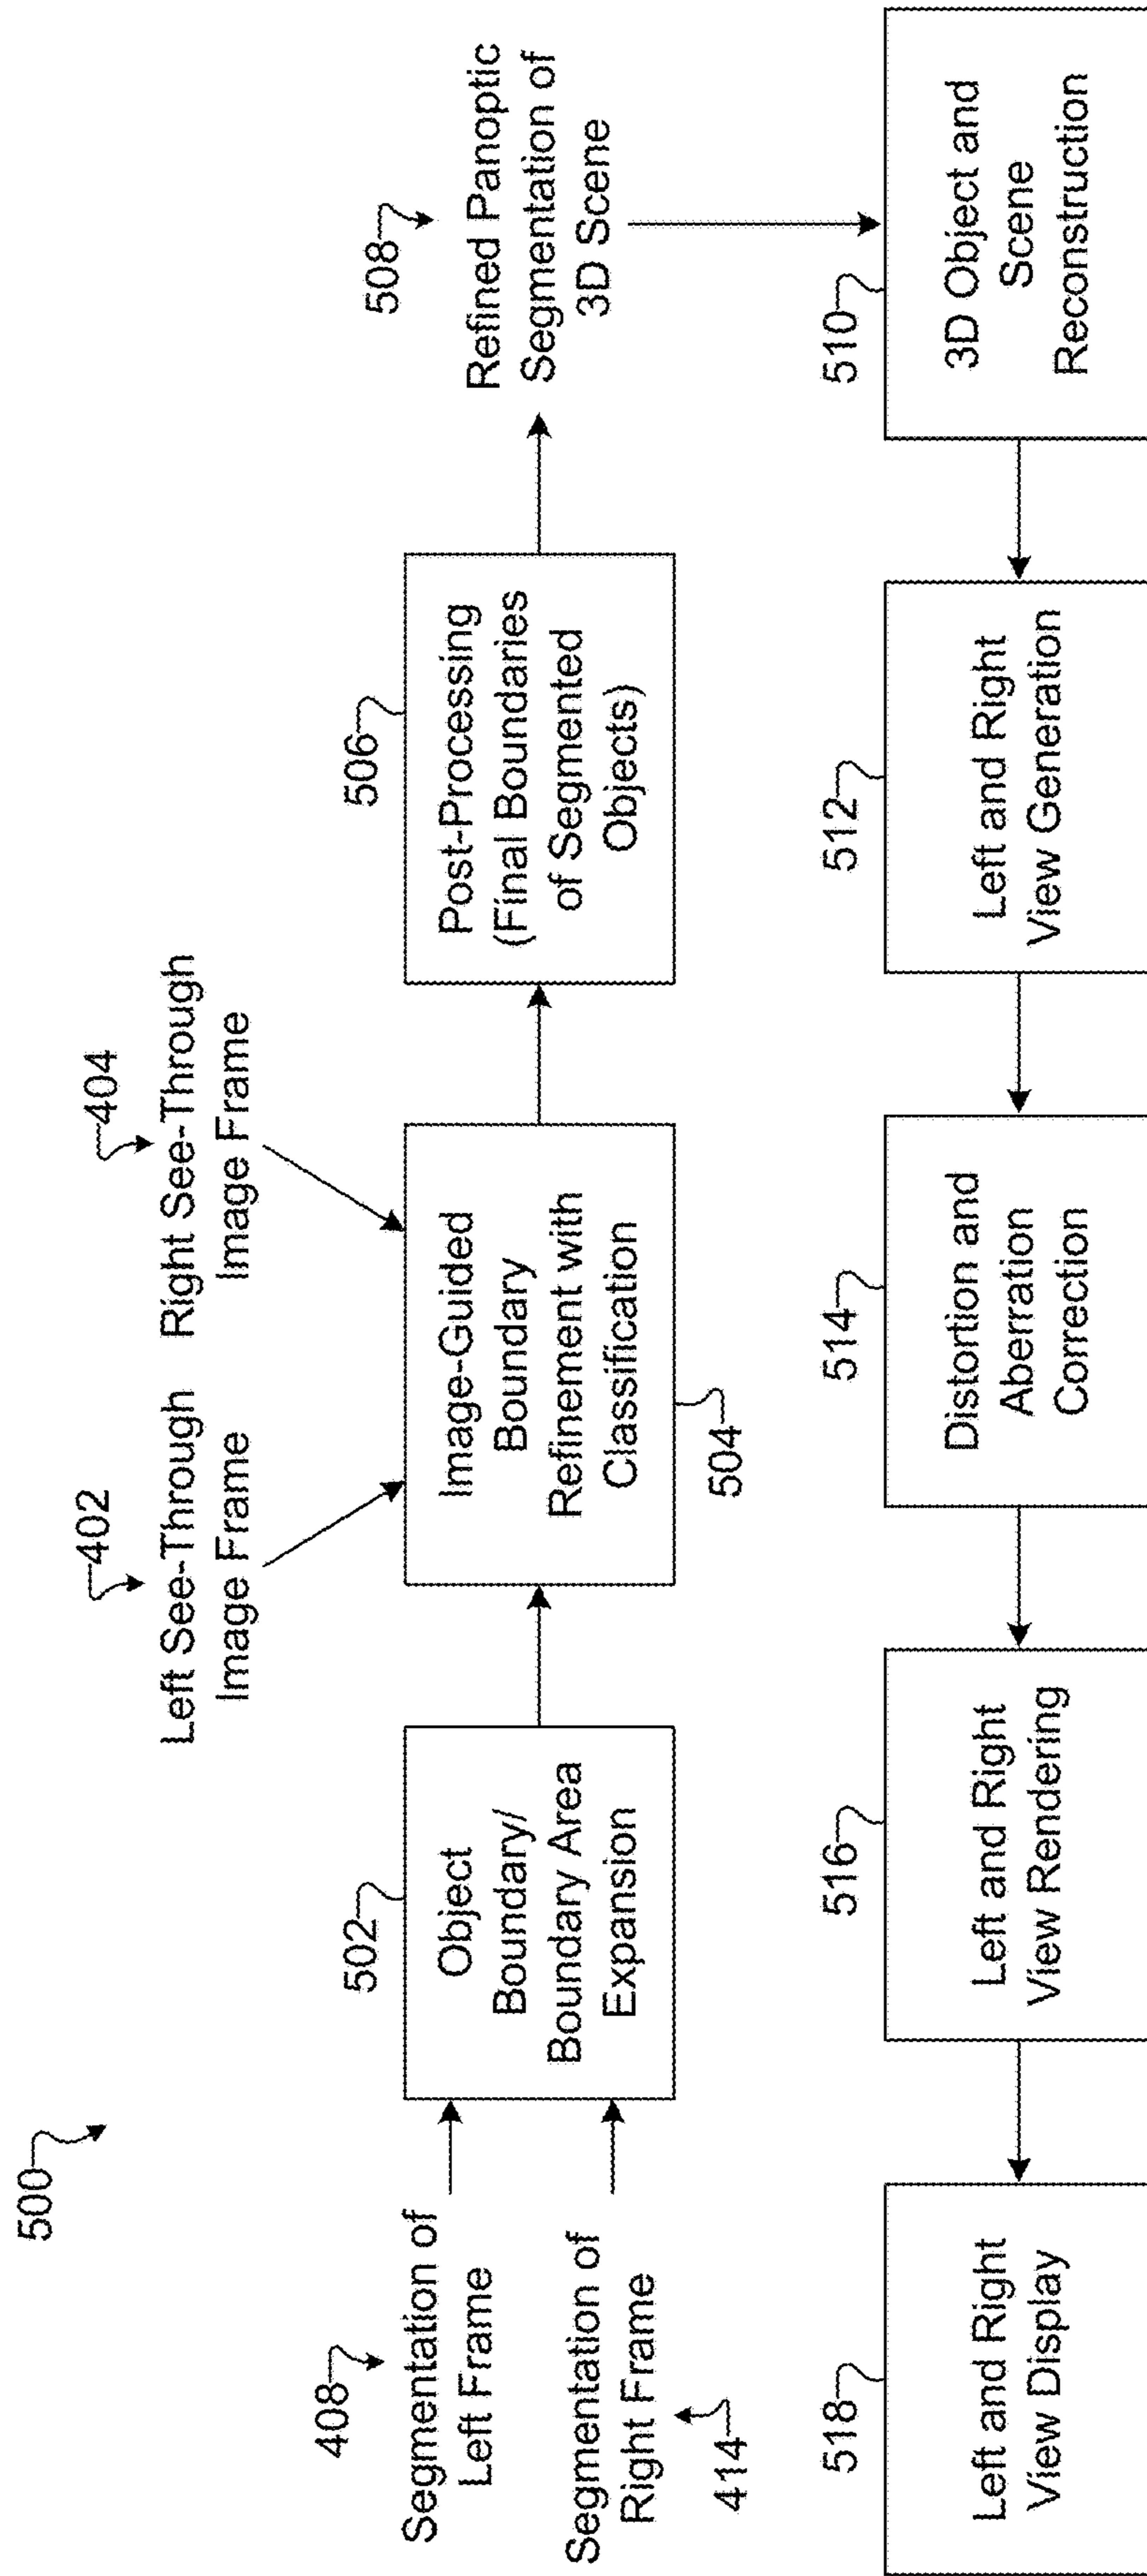 500
402
Left See-Through
Image Frame
404
Right See-Through
Image Frame
408
Segmentation of
Left Frame
Segmentation of
Right Frame
414
502
Object
Boundary/
Boundary Area
Expansion
Image-Guided
Boundary
Refinement with
Classification
504
506
Post-Processing
(Final Boundaries
of Segmented
Objects)
508
Refined Panoptic
Segmentation of
3D Scene
510
3D Object and
Scene
Reconstruction
512
Left and Right
View Generation
514
Distortion and
Aberration
Correction
516
Left and Right
View Rendering
518
Left and Right
View Display